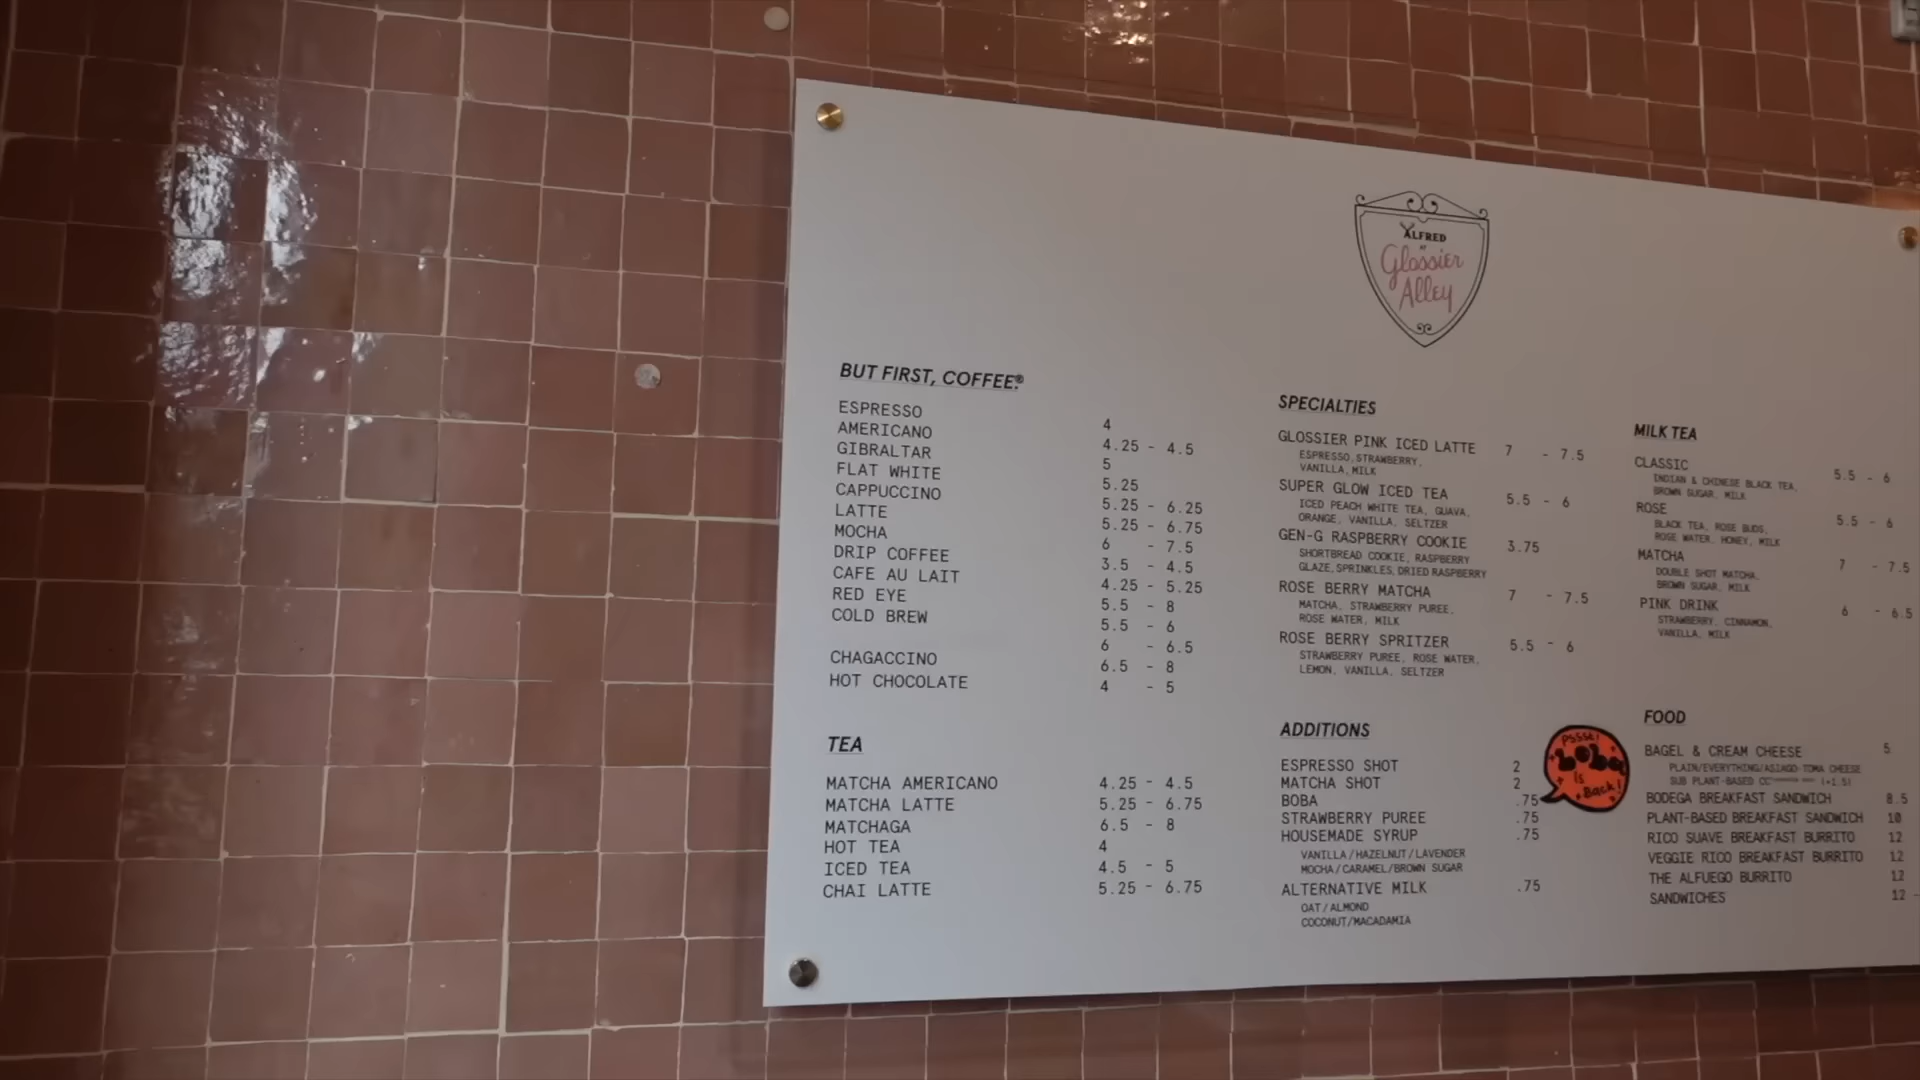 ALFRED
AT
Glossier
Alley
BUT FIRST, COFFEE®
ESPRESSO 4
AMERICANO 4.25 - 4.5
GIBRALTAR 5
FLAT WHITE 5.25
CAPPUCCINO 5.25 - 6.25
LATTE 5.25 - 6.75
MOCHA 6 - 7.5
DRIP COFFEE 3.5 - 4.5
CAFE AU LAIT 4.25 - 5.25
RED EYE 5.5 - 8
COLD BREW 5.5 - 6
6 - 6.5
CHAGACCINO 6.5 - 8
HOT CHOCOLATE 4 - 5
TEA
MATCHA AMERICANO 4.25 - 4.5
MATCHA LATTE 5.25 - 6.75
MATCHAGA 6.5 - 8
HOT TEA 4
ICED TEA 4.5 - 5
CHAI LATTE 5.25 - 6.75
SPECIALTIES
GLOSSIER PINK ICED LATTE 7 - 7.5
ESPRESSO, STRAWBERRY,
VANILLA, MILK
SUPER GLOW ICED TEA 5.5 - 6
ICED PEACH WHITE TEA, GUAVA,
ORANGE, VANILLA, SELTZER
GEN-G RASPBERRY COOKIE 3.75
SHORTBREAD COOKIE, RASPBERRY
GLAZE, SPRINKLES, DRIED RASPBERRY
ROSE BERRY MATCHA 7 - 7.5
MATCHA, STRAWBERRY PUREE,
ROSE WATER, MILK
ROSE BERRY SPRITZER 5.5 - 6
STRAWBERRY PUREE, ROSE WATER,
LEMON, VANILLA, SELTZER
ADDITIONS
ESPRESSO SHOT 2
MATCHA SHOT 2
BOBA .75
STRAWBERRY PUREE .75
HOUSEMADE SYRUP .75
VANILLA/HAZELNUT/LAVENDER
MOCHA/CARAMEL/BROWN SUGAR
ALTERNATIVE MILK .75
OAT/ALMOND
COCONUT/MACADAMIA
PSSST!
boba
is
Back!
MILK TEA
CLASSIC 5.5 - 6
INDIAN & CHINESE BLACK TEA,
BROWN SUGAR, MILK
ROSE 5.5 - 6
BLACK TEA, ROSE BUDS,
ROSE WATER, HONEY, MILK
MATCHA 7 - 7.5
DOUBLE SHOT MATCHA,
BROWN SUGAR, MILK
PINK DRINK 6 - 6.5
STRAWBERRY, CINNAMON,
VANILLA, MILK
FOOD
BAGEL & CREAM CHEESE 5
PLAIN/EVERYTHING/ASIAGO TOMA CHEESE
SUB PLANT-BASED (+1.5)
BODEGA BREAKFAST SANDWICH 8.5
PLANT-BASED BREAKFAST SANDWICH 10
RICO SUAVE BREAKFAST BURRITO 12
VEGGIE RICO BREAKFAST BURRITO 12
THE ALFUEGO BURRITO 12
SANDWICHES 12 -